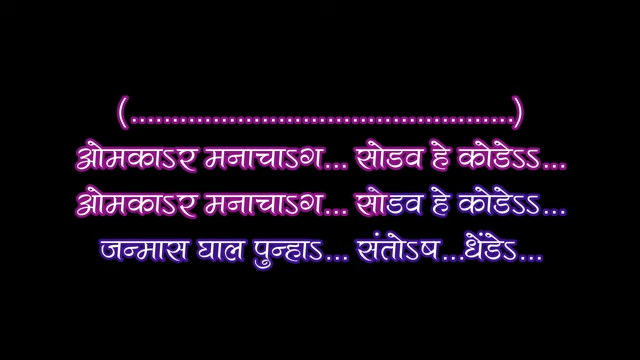 (................................................)
ओमकाऽर मनाचाऽग... सोडव हे कोडेऽऽ...
ओमकाऽर मनाचाऽग... सोडव हे कोडेऽऽ...
जन्मास घाल पुन्हाऽ... संतोऽष...धेंडेऽ...